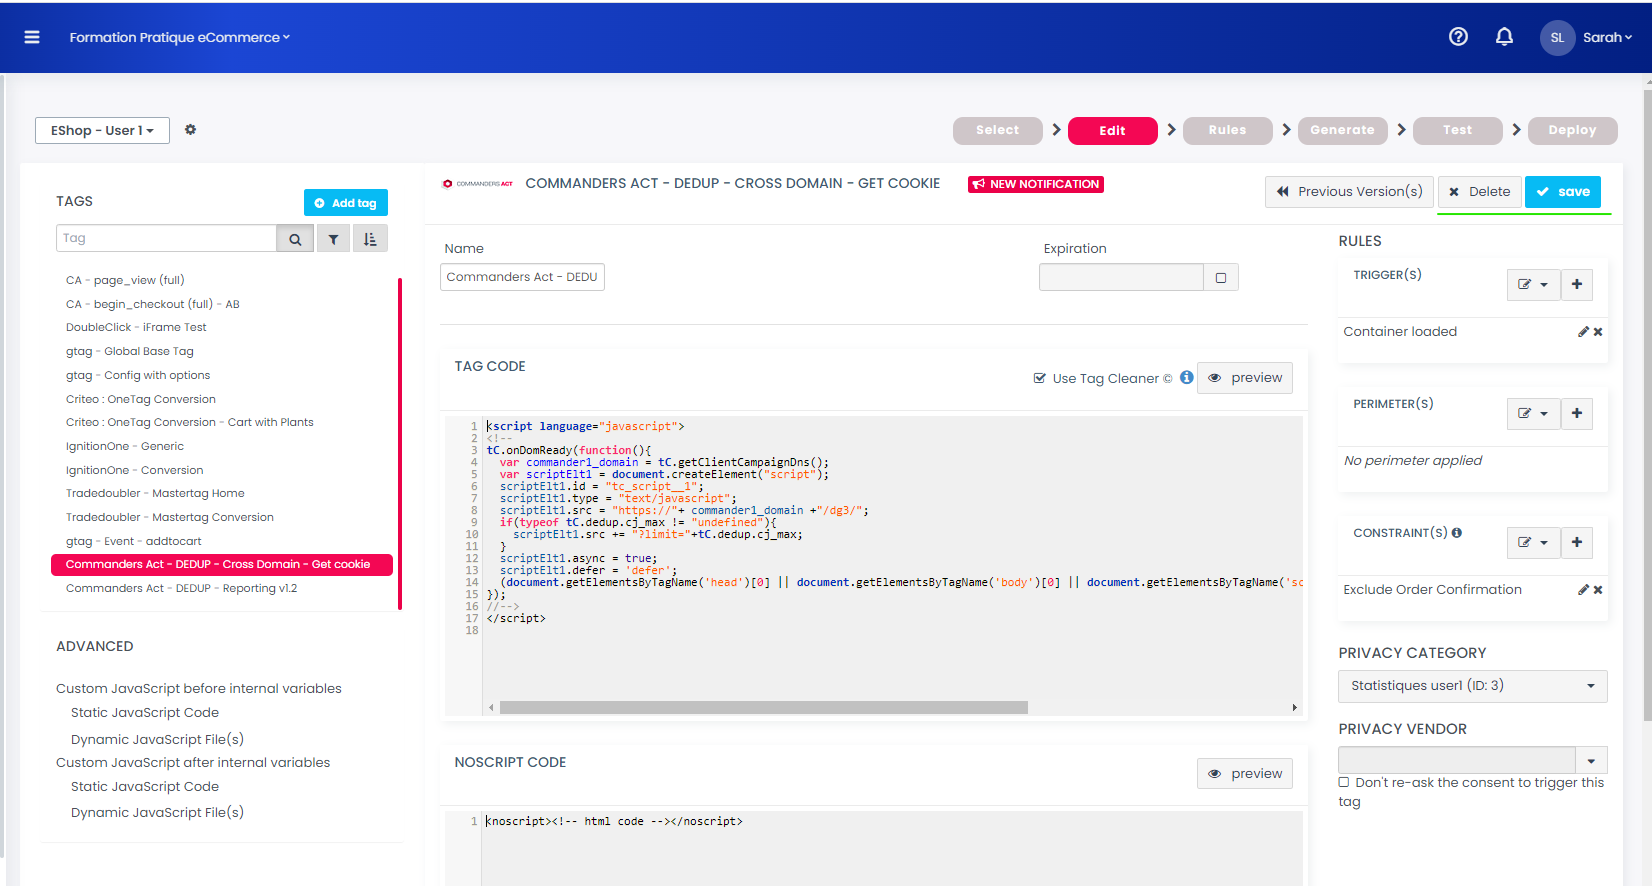 Formation Pratique eCommerce
SL Sarah
EShop - User 1
Select
Edit
Rules
Generate
Test
Deploy
TAGS
Add tag
Tag
CA - page_view (full)
CA - begin_checkout (full) - AB
DoubleClick - iFrame Test
gtag - Global Base Tag
gtag - Config with options
Criteo : OneTag Conversion
Criteo : OneTag Conversion - Cart with Plants
IgnitionOne - Generic
IgnitionOne - Conversion
Tradedoubler - Mastertag Home
Tradedoubler - Mastertag Conversion
gtag - Event - addtocart
Commanders Act - DEDUP - Cross Domain - Get cookie
Commanders Act - DEDUP - Reporting v1.2
ADVANCED
Custom JavaScript before internal variables
Static JavaScript Code
Dynamic JavaScript File(s)
Custom JavaScript after internal variables
Static JavaScript Code
Dynamic JavaScript File(s)
COMMANDERS ACT
COMMANDERS ACT - DEDUP - CROSS DOMAIN - GET COOKIE
NEW NOTIFICATION
Previous Version(s)
Delete
save
Name
Commanders Act - DEDU
Expiration
TAG CODE
Use Tag Cleaner ©
preview
1 <script language="javascript">
2 <!--
3 tC.onDomReady(function(){
4 var commander1_domain = tC.getClientCampaignDns();
5 var scriptElt1 = document.createElement("script");
6 scriptElt1.id = "tc_script__1";
7 scriptElt1.type = "text/javascript";
8 scriptElt1.src = "https://"+ commander1_domain +"/dg3/";
9 if(typeof tC.dedup.cj_max != "undefined"){
10 scriptElt1.src += "?limit="+tC.dedup.cj_max;
11 }
12 scriptElt1.async = true;
13 scriptElt1.defer = 'defer';
14 (document.getElementsByTagName('head')[0] || document.getElementsByTagName('body')[0] || document.getElementsByTagName('sc
15 });
16 //-->
17 </script>
18
NOSCRIPT CODE
preview
1 <noscript><!-- html code --></noscript>
RULES
TRIGGER(S)
Container loaded
PERIMETER(S)
No perimeter applied
CONSTRAINT(S)
Exclude Order Confirmation
PRIVACY CATEGORY
Statistiques user1 (ID: 3)
PRIVACY VENDOR
Don't re-ask the consent to trigger this
tag